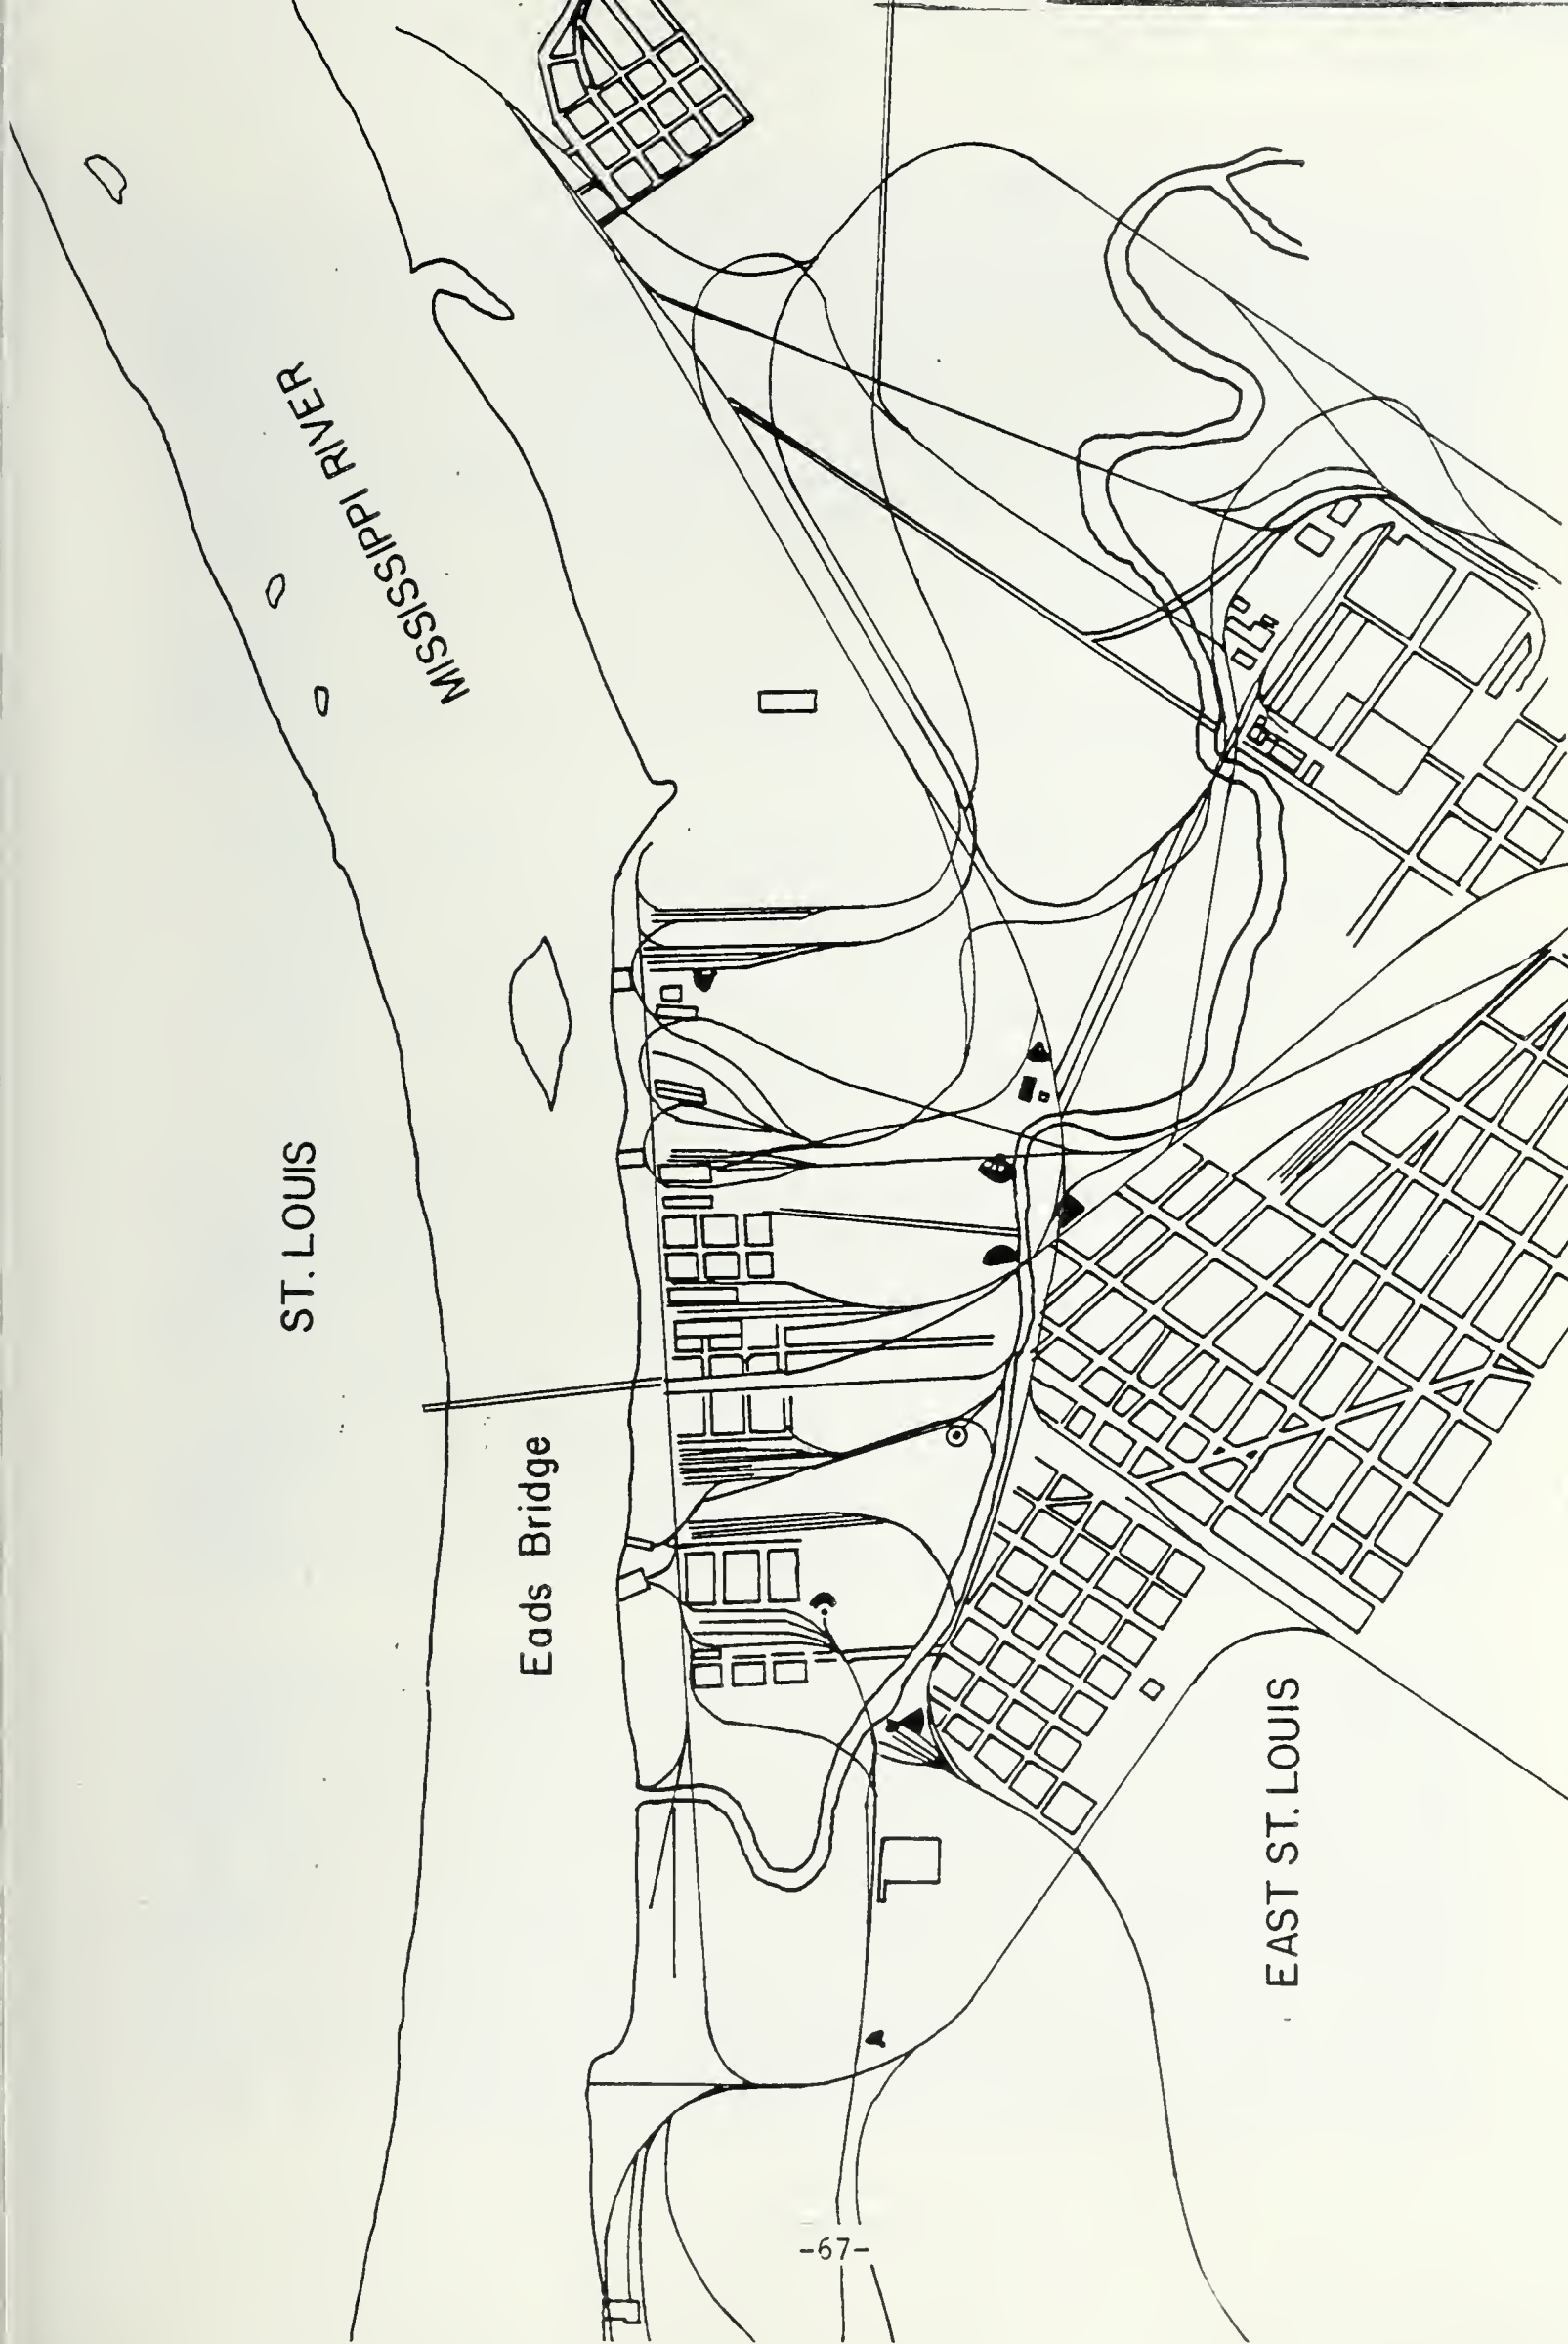 MISSISSIPPI RIVER
ST. LOUIS
Eads Bridge
EAST ST. LOUIS
-67-